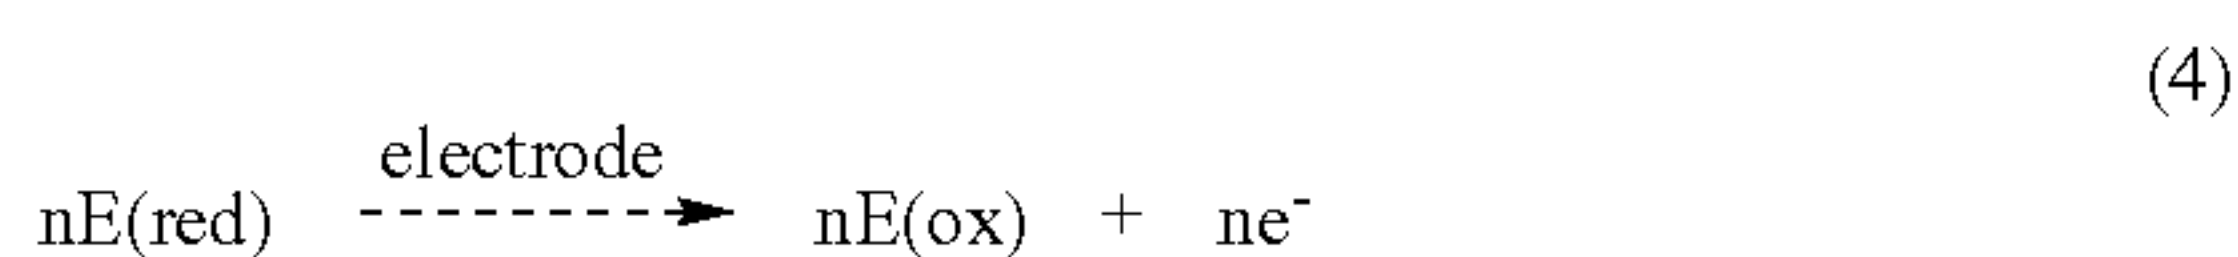 (4)
electrode
nE(red) ------➤ nE(ox) + ne⁻